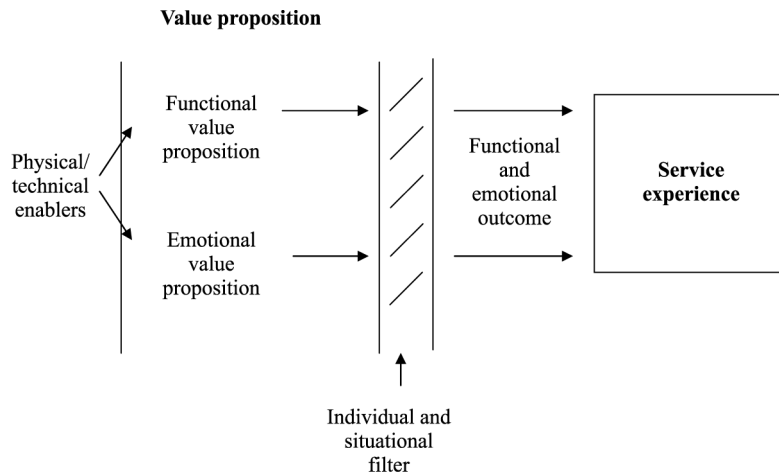 Value proposition
Functional
value
proposition
Physical/
technical
enablers
Emotional
value
proposition
Functional
and
emotional
outcome
Service
experience
Individual and
situational
filter